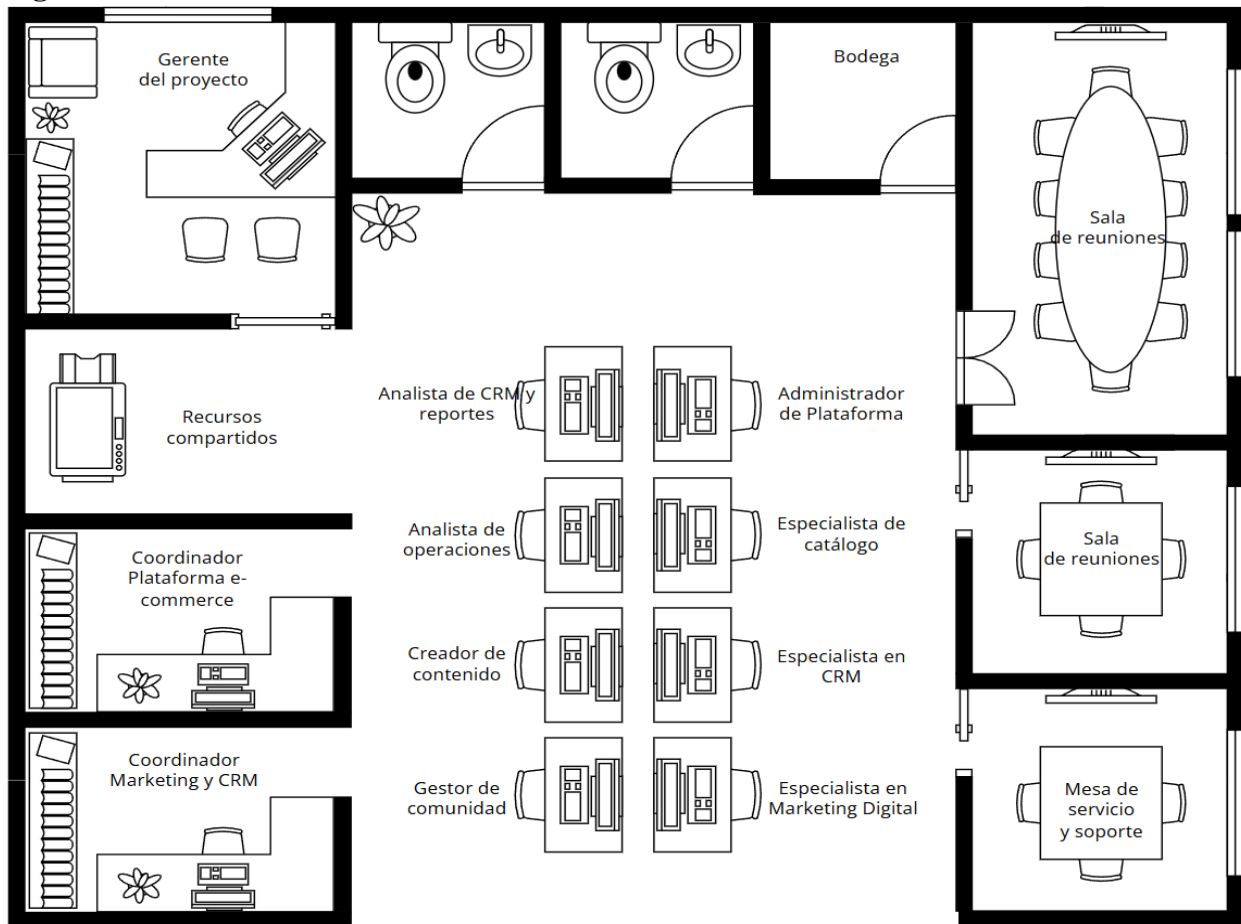 Gerente
del proyecto
Bodega
Sala
de reuniones
Recursos
compartidos
Analista de CRM y
reportes
Administrador
de Plataforma
Analista de
operaciones
Especialista de
catálogo
Sala
de reuniones
Coordinador
Plataforma e-
commerce
Creador de
contenido
Especialista en
CRM
Coordinador
Marketing y CRM
Gestor de
comunidad
Especialista en
Marketing Digital
Mesa de
servicio
y soporte